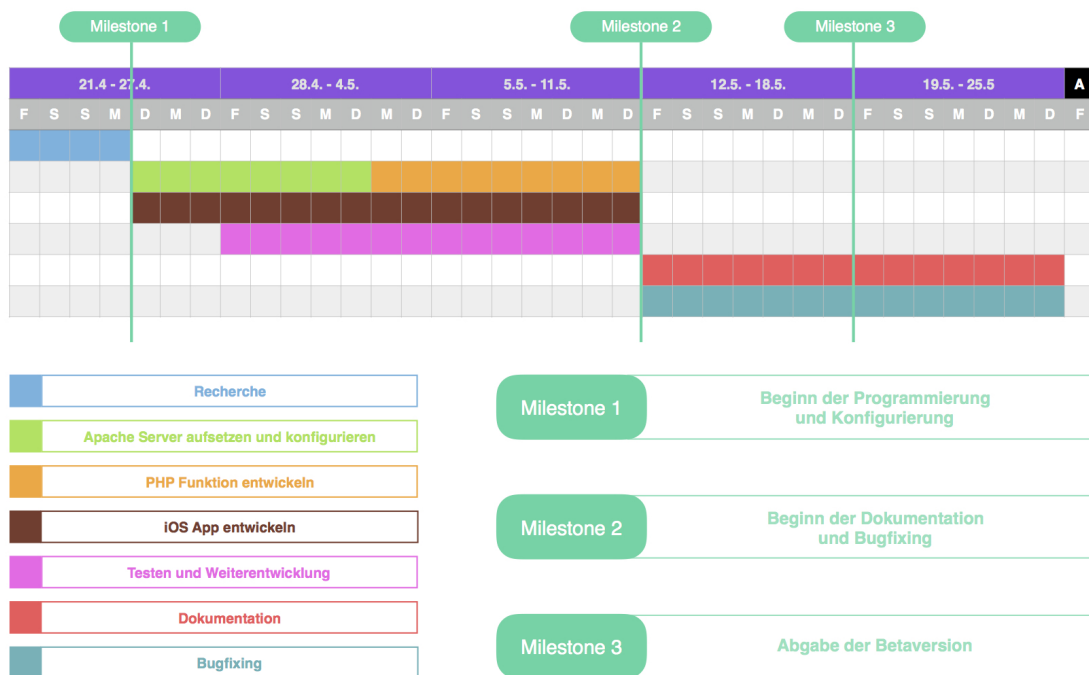 Milestone 1 Milestone 2 Milestone 3
21.4 - 27.4. 28.4. - 4.5. 5.5. - 11.5. 12.5. - 18.5. 19.5. - 25.5 A
F S S M D M D F S S M D M D F S S M D M D F S S M D M D F S S M D M D F
Recherche
Apache Server aufsetzen und konfigurieren
PHP Funktion entwickeln
iOS App entwickeln
Testen und Weiterentwicklung
Dokumentation
Bugfixing
Milestone 1
Beginn der Programmierung
und Konfigurierung
Milestone 2
Beginn der Dokumentation
und Bugfixing
Milestone 3
Abgabe der Betaversion